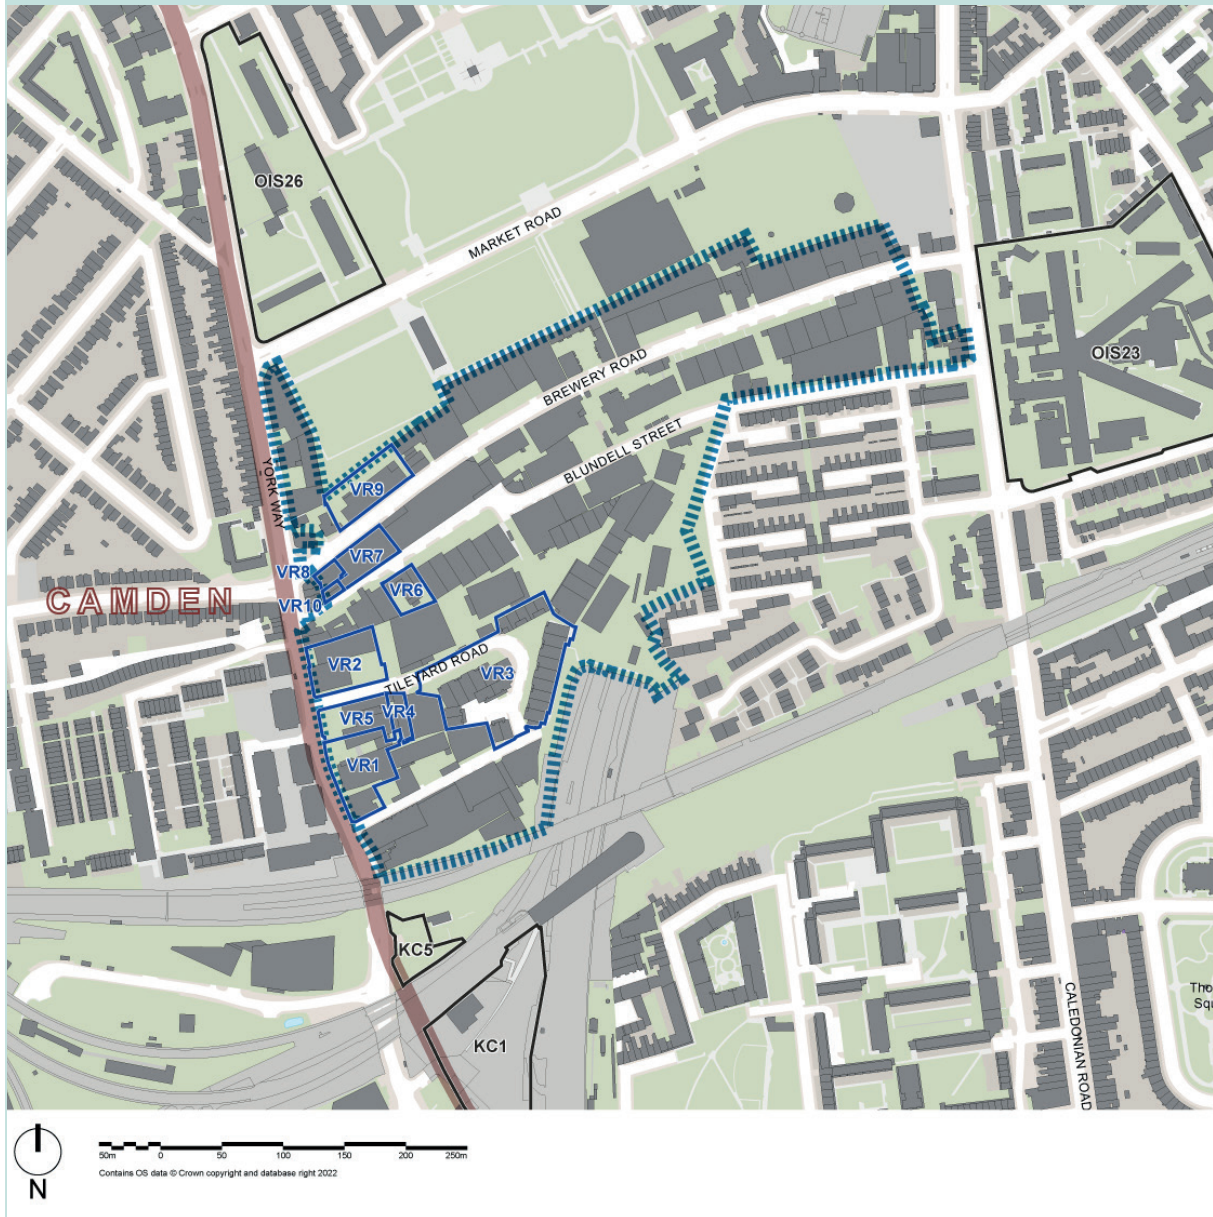 OIS26
MARKET ROAD
OIS23
BREWERY ROAD
BLUNDELL STREET
YORK WAY
VR9
VR7
VR8
VR6
VR10
CAMDEN
VR2
TILEYARD ROAD
VR3
VR4
VR5
VR1
KC5
KC1
Tho
Squ
CALEDONIAN ROAD
N
50m 0 50 100 150 200 250m
Contains OS data © Crown copyright and database right 2022